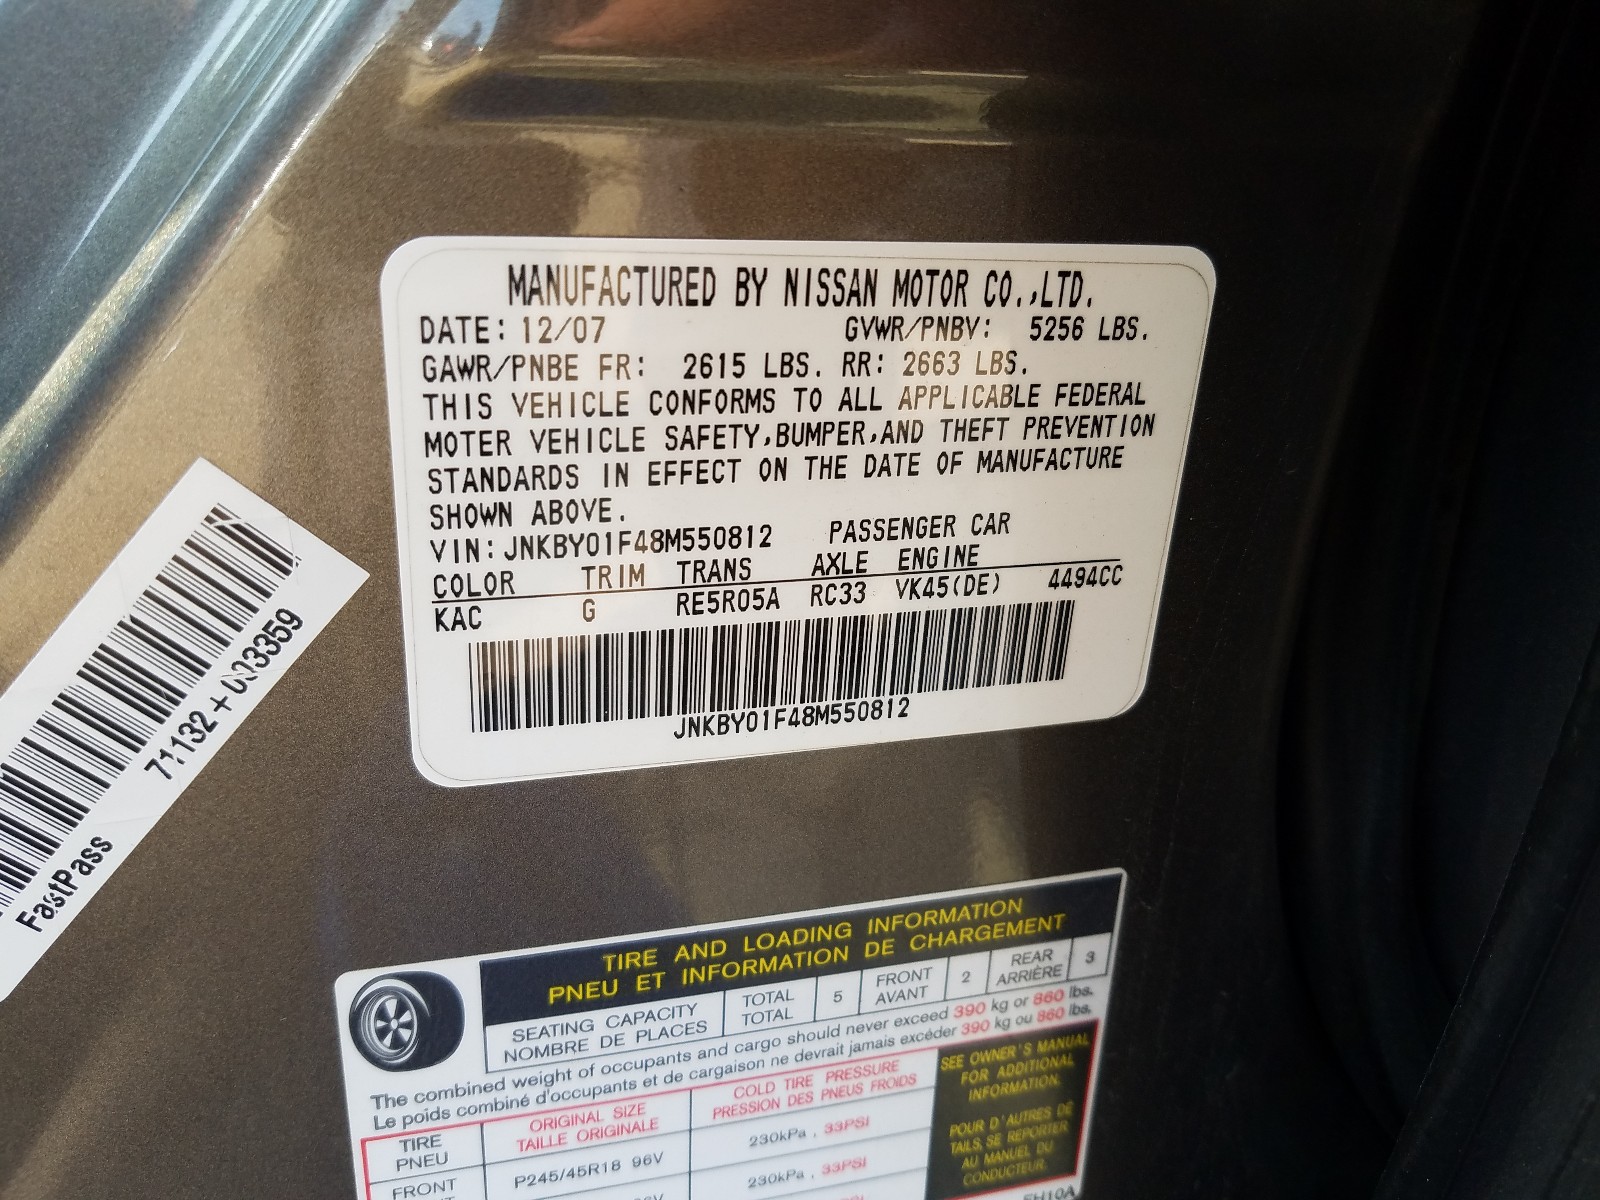 MANUFACTURED BY NISSAN MOTOR CO.,LTD.
DATE: 12/07 GVWR/PNBV: 5256 LBS.
GAWR/PNBE FR: 2615 LBS. RR: 2663 LBS.
THIS VEHICLE CONFORMS TO ALL APPLICABLE FEDERAL
MOTER VEHICLE SAFETY,BUMPER,AND THEFT PREVENTION
STANDARDS IN EFFECT ON THE DATE OF MANUFACTURE
SHOWN ABOVE.
VIN: JNKBY01F48M550812 PASSENGER CAR
COLOR TRIM TRANS AXLE ENGINE
KAC G RE5R05A RC33 VK45(DE) 4494CC
JNKBY01F48M550812
71132+003359
FastPass
TIRE AND LOADING INFORMATION
PNEU ET INFORMATION DE CHARGEMENT
SEATING CAPACITY TOTAL 5 FRONT 2 REAR 3
NOMBRE DE PLACES TOTAL AVANT ARRIÈRE
The combined weight of occupants and cargo should never exceed 390 kg or 860 lbs.
Le poids combiné d'occupants et de cargaison ne devrait jamais excéder 390 kg ou 860 lbs.
TIRE ORIGINAL SIZE COLD TIRE PRESSURE
PNEU TAILLE ORIGINALE PRESSION DES PNEUS FROIDS
FRONT P245/45R18 96V 230kPa , 33PSI
230kPa , 33PSI
SEE OWNER'S MANUAL
FOR ADDITIONAL
INFORMATION.
POUR D'AUTRES DÉ
TAILS, SE REPORTER
AU MANUEL DU
CONDUCTEUR.